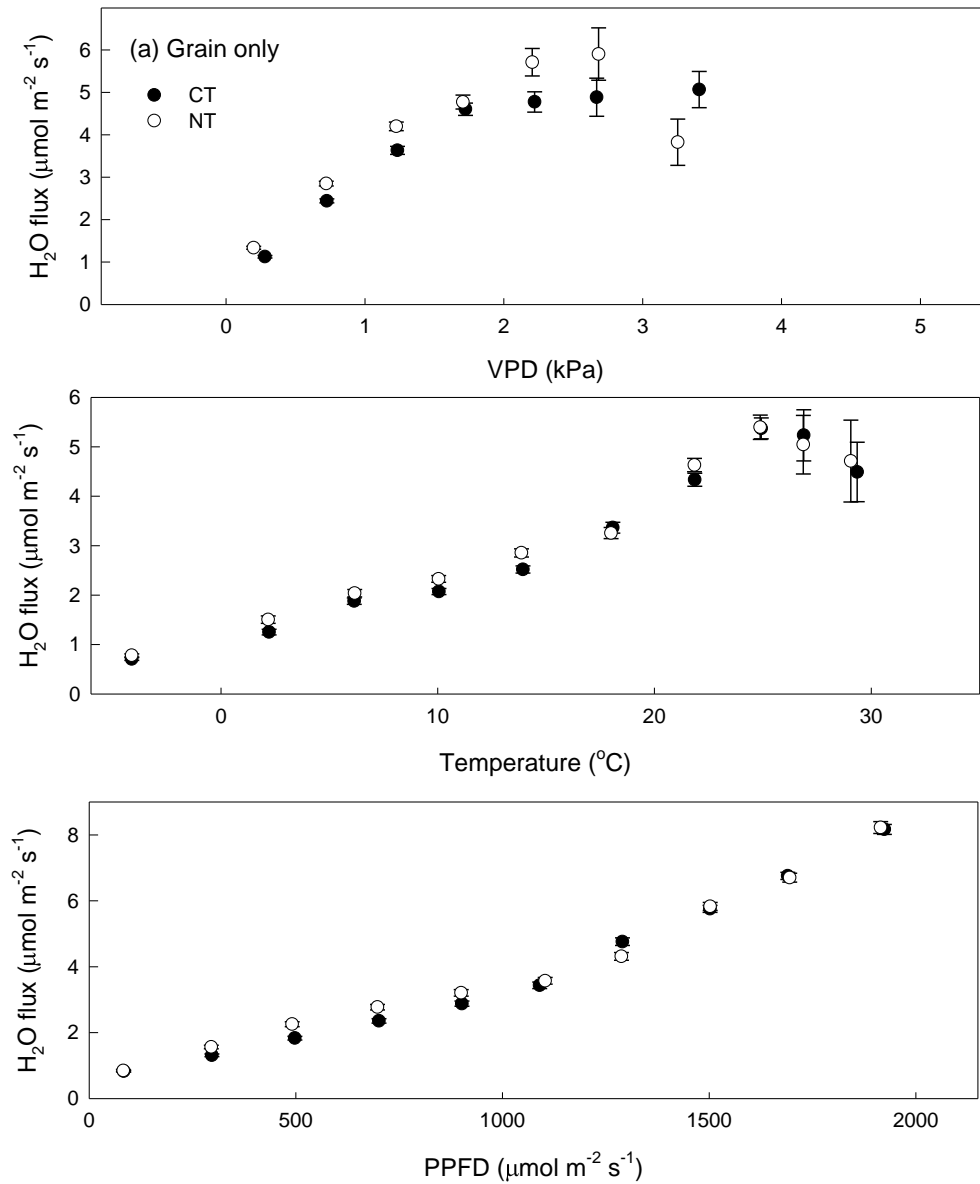 (a) Grain only
CT
NT
H₂O flux (μmol m⁻² s⁻¹)
6
5
4
3
2
1
0
0 1 2 3 4 5
VPD (kPa)
H₂O flux (μmol m⁻² s⁻¹)
6
5
4
3
2
1
0
0 10 20 30
Temperature (°C)
H₂O flux (μmol m⁻² s⁻¹)
8
6
4
2
0
0 500 1000 1500 2000
PPFD (μmol m⁻² s⁻¹)